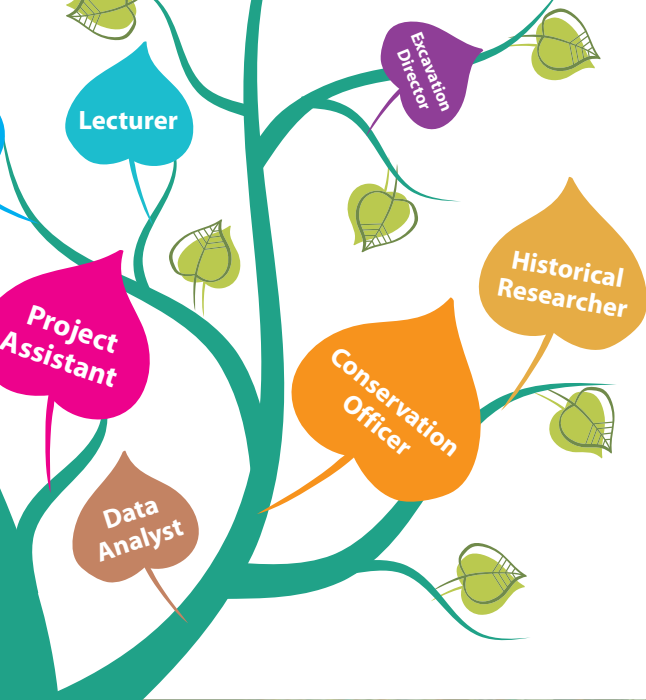 Excavation
Director
Lecturer
Historical
Researcher
Project
Assistant
Conservation
Officer
Data
Analyst